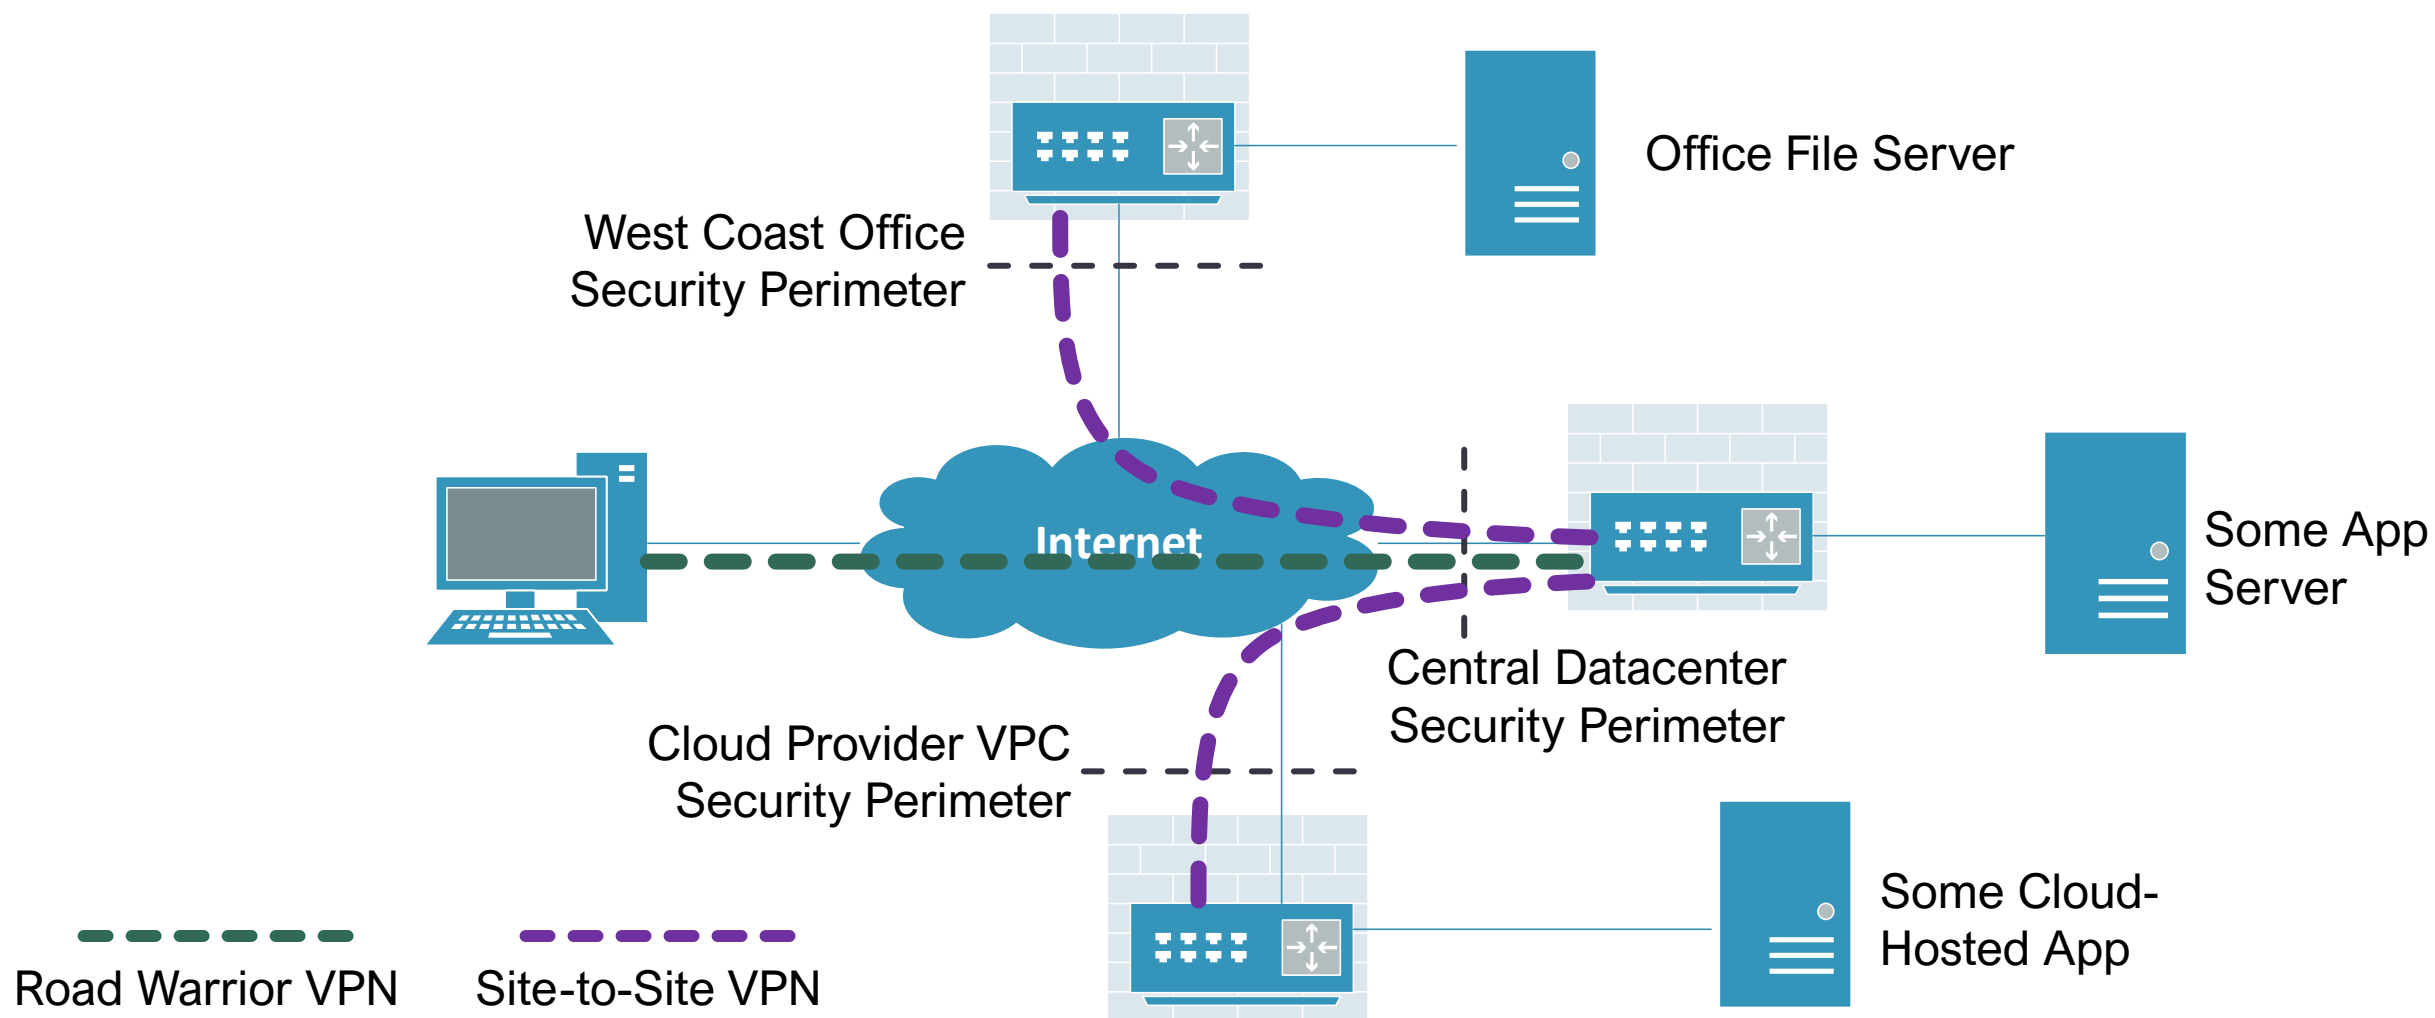 Office File Server
West Coast Office
Security Perimeter
Internet
Some App
Server
Central Datacenter
Security Perimeter
Cloud Provider VPC
Security Perimeter
Some Cloud-
Hosted App
Road Warrior VPN
Site-to-Site VPN